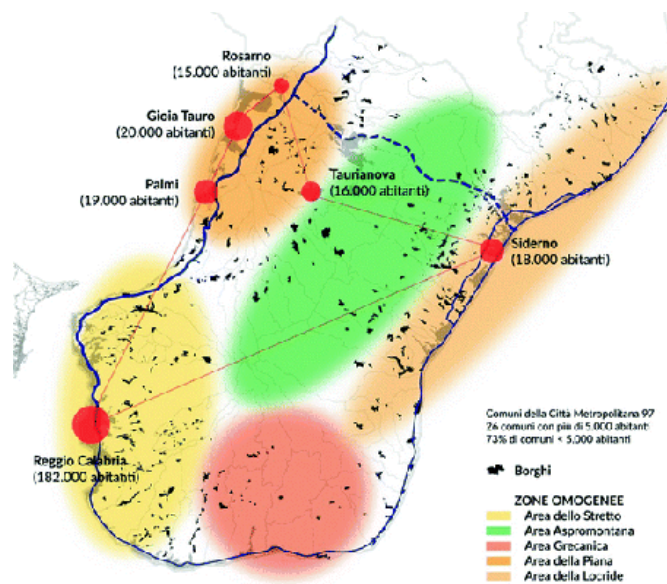 Rosarno
(15.000 abitanti)
Gioia Tauro
(20.000 abitanti)
Palmi
(19.000 abitanti)
Taurianova
(16.000 abitanti)
Siderno
(18.000 abitanti)
Reggio Calabria
(182.000 abitanti)
Comuni della Città Metropolitana 97
26 comuni con più di 5.000 abitanti
73% di comuni < 5,000 abitanti
Borghi
ZONE OMOGENEE
Area dello Stretto
Area Aspromontana
Area Grecanica
Area della Piana
Area della Locride